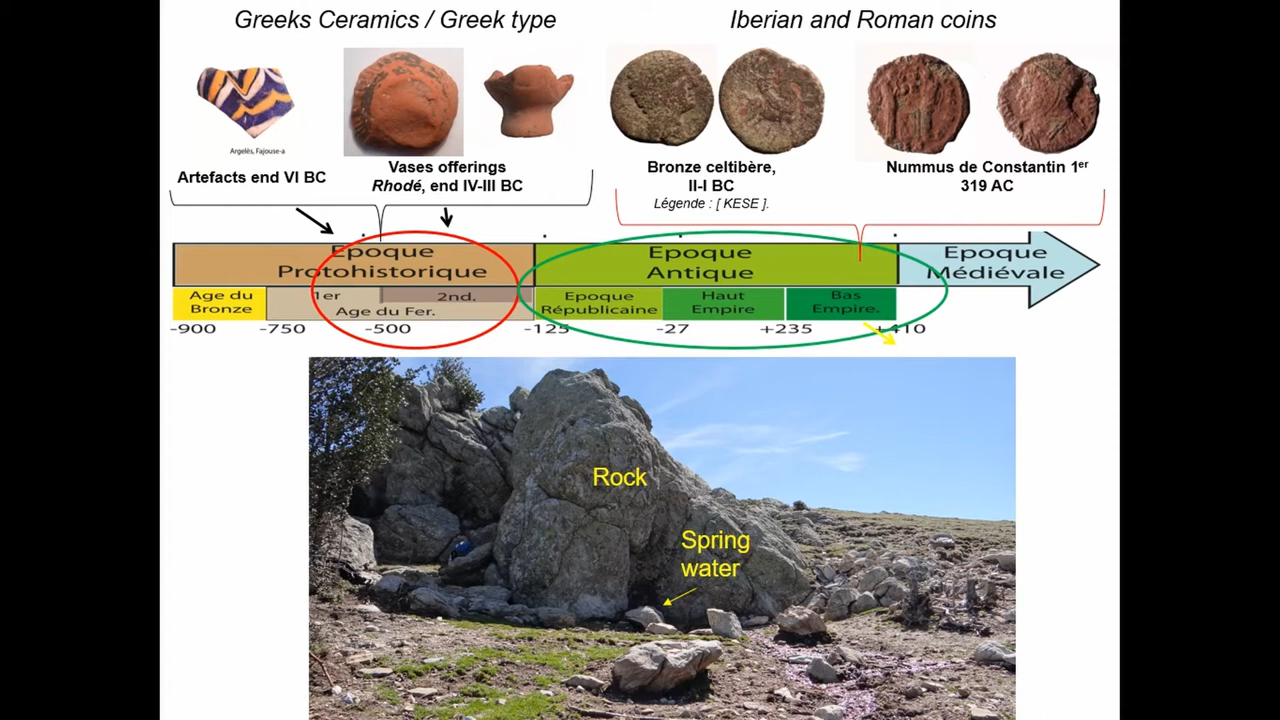 Greeks Ceramics / Greek type
Iberian and Roman coins
Argelès, Fajouse-a
Artefacts end VI BC
Vases offerings
Rhodé, end IV-III BC
Bronze celtibère,
II-I BC
Légende : [ KESE ].
Nummus de Constantin 1er
319 AC
Epoque
Protohistorique
Epoque
Antique
Epoque
Médiévale
Age du
Bronze
1er
2nd.
Age du Fer.
Epoque
Républicaine
Haut
Empire
Bas
Empire.
-900
-750
-500
-125
-27
+235
+410
Rock
Spring
water